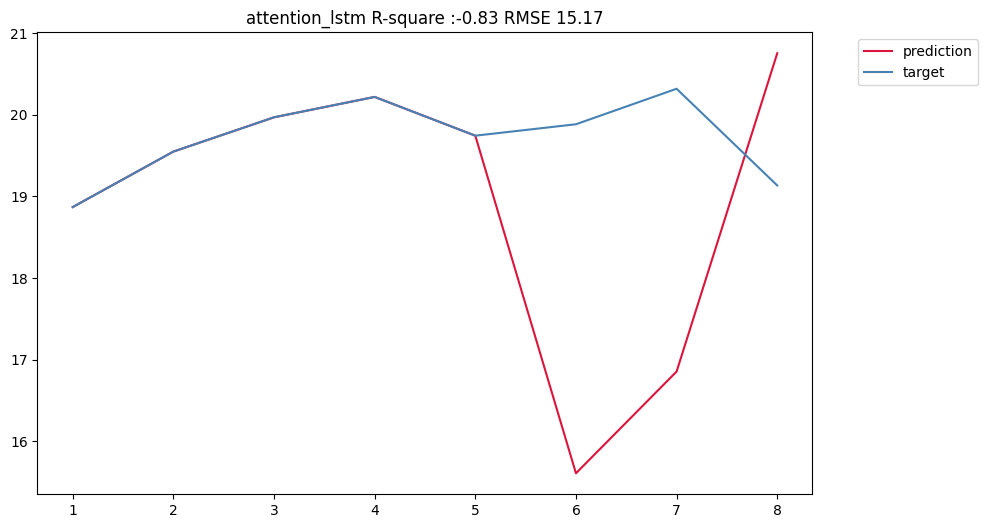 attention_lstm R-square :-0.83 RMSE 15.17
prediction
target
21
20
19
18
17
16
1 2 3 4 5 6 7 8